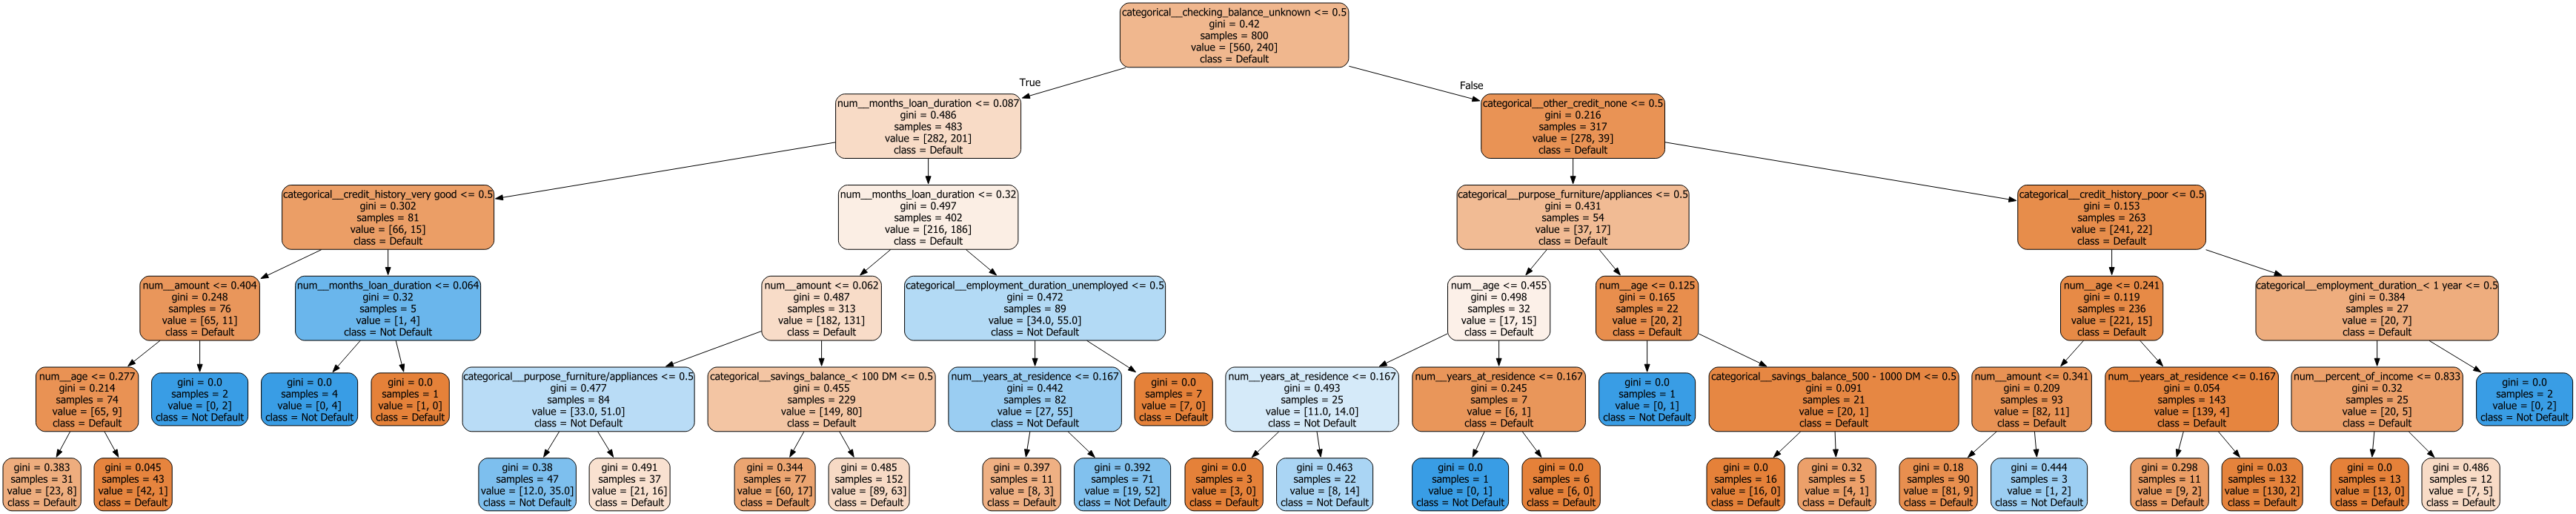 categorical__checking_balance_unknown <= 0.5
gini = 0.42
samples = 800
value = [560, 240]
class = Default
True
False
num__months_loan_duration <= 0.087
gini = 0.486
samples = 483
value = [282, 201]
class = Default
categorical__other_credit_none <= 0.5
gini = 0.216
samples = 317
value = [278, 39]
class = Default
categorical__credit_history_very good <= 0.5
gini = 0.302
samples = 81
value = [66, 15]
class = Default
num__months_loan_duration <= 0.32
gini = 0.497
samples = 402
value = [216, 186]
class = Default
categorical__purpose_furniture/appliances <= 0.5
gini = 0.431
samples = 54
value = [37, 17]
class = Default
categorical__credit_history_poor <= 0.5
gini = 0.153
samples = 263
value = [241, 22]
class = Default
num__amount <= 0.404
gini = 0.248
samples = 76
value = [65, 11]
class = Default
num__months_loan_duration <= 0.064
gini = 0.32
samples = 5
value = [1, 4]
class = Not Default
num__amount <= 0.062
gini = 0.487
samples = 313
value = [182, 131]
class = Default
categorical__employment_duration_unemployed <= 0.5
gini = 0.472
samples = 89
value = [34.0, 55.0]
class = Not Default
num__age <= 0.455
gini = 0.498
samples = 32
value = [17, 15]
class = Default
num__age <= 0.125
gini = 0.165
samples = 22
value = [20, 2]
class = Default
num__age <= 0.241
gini = 0.119
samples = 236
value = [221, 15]
class = Default
categorical__employment_duration_< 1 year <= 0.5
gini = 0.384
samples = 27
value = [20, 7]
class = Default
num__age <= 0.277
gini = 0.214
samples = 74
value = [65, 9]
class = Default
gini = 0.0
samples = 2
value = [0, 2]
class = Not Default
gini = 0.0
samples = 4
value = [0, 4]
class = Not Default
gini = 0.0
samples = 1
value = [1, 0]
class = Default
categorical__purpose_furniture/appliances <= 0.5
gini = 0.477
samples = 84
value = [33.0, 51.0]
class = Not Default
categorical__savings_balance_< 100 DM <= 0.5
gini = 0.455
samples = 229
value = [149, 80]
class = Default
num__years_at_residence <= 0.167
gini = 0.442
samples = 82
value = [27, 55]
class = Not Default
gini = 0.0
samples = 7
value = [7, 0]
class = Default
num__years_at_residence <= 0.167
gini = 0.493
samples = 25
value = [11.0, 14.0]
class = Not Default
num__years_at_residence <= 0.167
gini = 0.245
samples = 7
value = [6, 1]
class = Default
gini = 0.0
samples = 1
value = [0, 1]
class = Not Default
categorical__savings_balance_500 - 1000 DM <= 0.5
gini = 0.091
samples = 21
value = [20, 1]
class = Default
num__amount <= 0.341
gini = 0.209
samples = 93
value = [82, 11]
class = Default
num__years_at_residence <= 0.167
gini = 0.054
samples = 143
value = [139, 4]
class = Default
num__percent_of_income <= 0.833
gini = 0.32
samples = 25
value = [20, 5]
class = Default
gini = 0.0
samples = 2
value = [0, 2]
class = Not Default
gini = 0.383
samples = 31
value = [23, 8]
class = Default
gini = 0.045
samples = 43
value = [42, 1]
class = Default
gini = 0.38
samples = 47
value = [12.0, 35.0]
class = Not Default
gini = 0.491
samples = 37
value = [21, 16]
class = Default
gini = 0.344
samples = 77
value = [60, 17]
class = Default
gini = 0.485
samples = 152
value = [89, 63]
class = Default
gini = 0.397
samples = 11
value = [8, 3]
class = Default
gini = 0.392
samples = 71
value = [19, 52]
class = Not Default
gini = 0.0
samples = 3
value = [3, 0]
class = Default
gini = 0.463
samples = 22
value = [8, 14]
class = Not Default
gini = 0.0
samples = 1
value = [0, 1]
class = Not Default
gini = 0.0
samples = 6
value = [6, 0]
class = Default
gini = 0.0
samples = 16
value = [16, 0]
class = Default
gini = 0.32
samples = 5
value = [4, 1]
class = Default
gini = 0.18
samples = 90
value = [81, 9]
class = Default
gini = 0.444
samples = 3
value = [1, 2]
class = Not Default
gini = 0.298
samples = 11
value = [9, 2]
class = Default
gini = 0.03
samples = 132
value = [130, 2]
class = Default
gini = 0.0
samples = 13
value = [13, 0]
class = Default
gini = 0.486
samples = 12
value = [7, 5]
class = Default